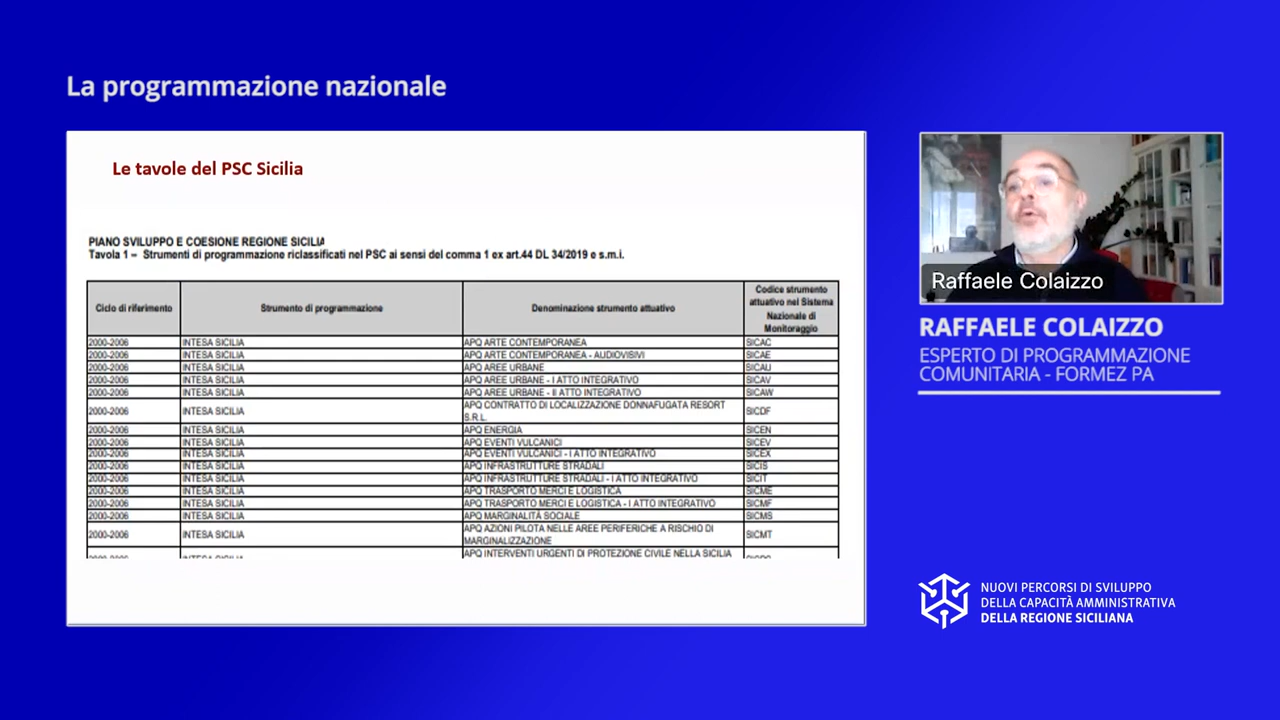 La programmazione nazionale
Le tavole del PSC Sicilia
PIANO SVILUPPO E COESIONE REGIONE SICILIA
Tavola 1 – Strumenti di programmazione riclassificati nel PSC ai sensi del comma 1 ex art.44 DL 34/2019 e s.m.i.
Ciclo di riferimento Strumento di programmazione Denominazione strumento attuativo Codice strumento
attuativo nel Sistema
Nazionale di
Monitoraggio
2000-2006 INTESA SICILIA APQ ARTE CONTEMPORANEA SICAC
2000-2006 INTESA SICILIA APQ ARTE CONTEMPORANEA - AUDIOVISIVI SICAE
2000-2006 INTESA SICILIA APQ AREE URBANE SICAU
2000-2006 INTESA SICILIA APQ AREE URBANE - I ATTO INTEGRATIVO SICAV
2000-2006 INTESA SICILIA APQ AREE URBANE - II ATTO INTEGRATIVO SICAW
2000-2006 INTESA SICILIA APQ CONTRATTO DI LOCALIZZAZIONE DONNAFUGATA RESORT
S.R.L. SICDF
2000-2006 INTESA SICILIA APQ ENERGIA SICEN
2000-2006 INTESA SICILIA APQ EVENTI VULCANICI SICEV
2000-2006 INTESA SICILIA APQ EVENTI VULCANICI - I ATTO INTEGRATIVO SICEX
2000-2006 INTESA SICILIA APQ INFRASTRUTTURE STRADALI SICIS
2000-2006 INTESA SICILIA APQ INFRASTRUTTURE STRADALI - I ATTO INTEGRATIVO SICIT
2000-2006 INTESA SICILIA APQ TRASPORTO MERCI E LOGISTICA SICME
2000-2006 INTESA SICILIA APQ TRASPORTO MERCI E LOGISTICA - I ATTO INTEGRATIVO SICMF
2000-2006 INTESA SICILIA APQ MARGINALITÀ SOCIALE SICMS
2000-2006 INTESA SICILIA APQ AZIONI PILOTA NELLE AREE PERIFERICHE A RISCHIO DI
MARGINALIZZAZIONE SICMT
APQ INTERVENTI URGENTI DI PROTEZIONE CIVILE NELLA SICILIA
Raffaele Colaizzo
RAFFAELE COLAIZZO
ESPERTO DI PROGRAMMAZIONE
COMUNITARIA - FORMEZ PA
NUOVI PERCORSI DI SVILUPPO
DELLA CAPACITÀ AMMINISTRATIVA
DELLA REGIONE SICILIANA